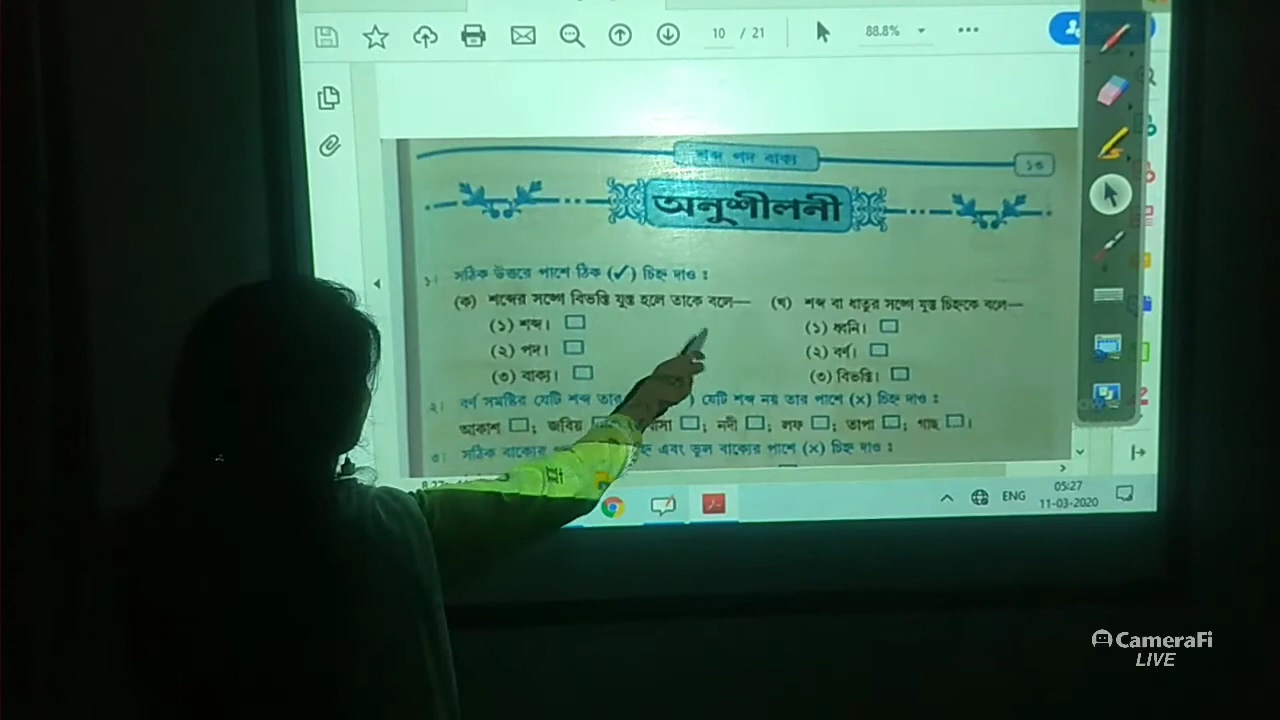 10 / 21
88.8%
শব্দ পদ বাক্য
১৩
অনুশীলনী
১। সঠিক উত্তরে পাশে ঠিক (✓) চিহ্ন দাও :
(ক) শব্দের সঙ্গে বিভক্তি যুক্ত হলে তাকে বলে—
(১) শব্দ।
(২) পদ।
(৩) বাক্য।
(খ) শব্দ বা ধাতুর সঙ্গে যুক্ত চিহ্নকে বলে—
(১) ধ্বনি।
(২) বর্ণ।
(৩) বিভক্তি।
২। বর্ণ সমষ্টির যেটি শব্দ তার যেটি শব্দ নয় তার পাশে (x) চিহ্ন দাও :
আকাশ ; জবিয় ; নদী ; লফ ; তাপা ; গাছ ।
৩। সঠিক বাক্যের চিহ্ন এবং ভুল বাক্যের পাশে (x) চিহ্ন দাও :
ENG
05:27
11-03-2020
CameraFi
LIVE